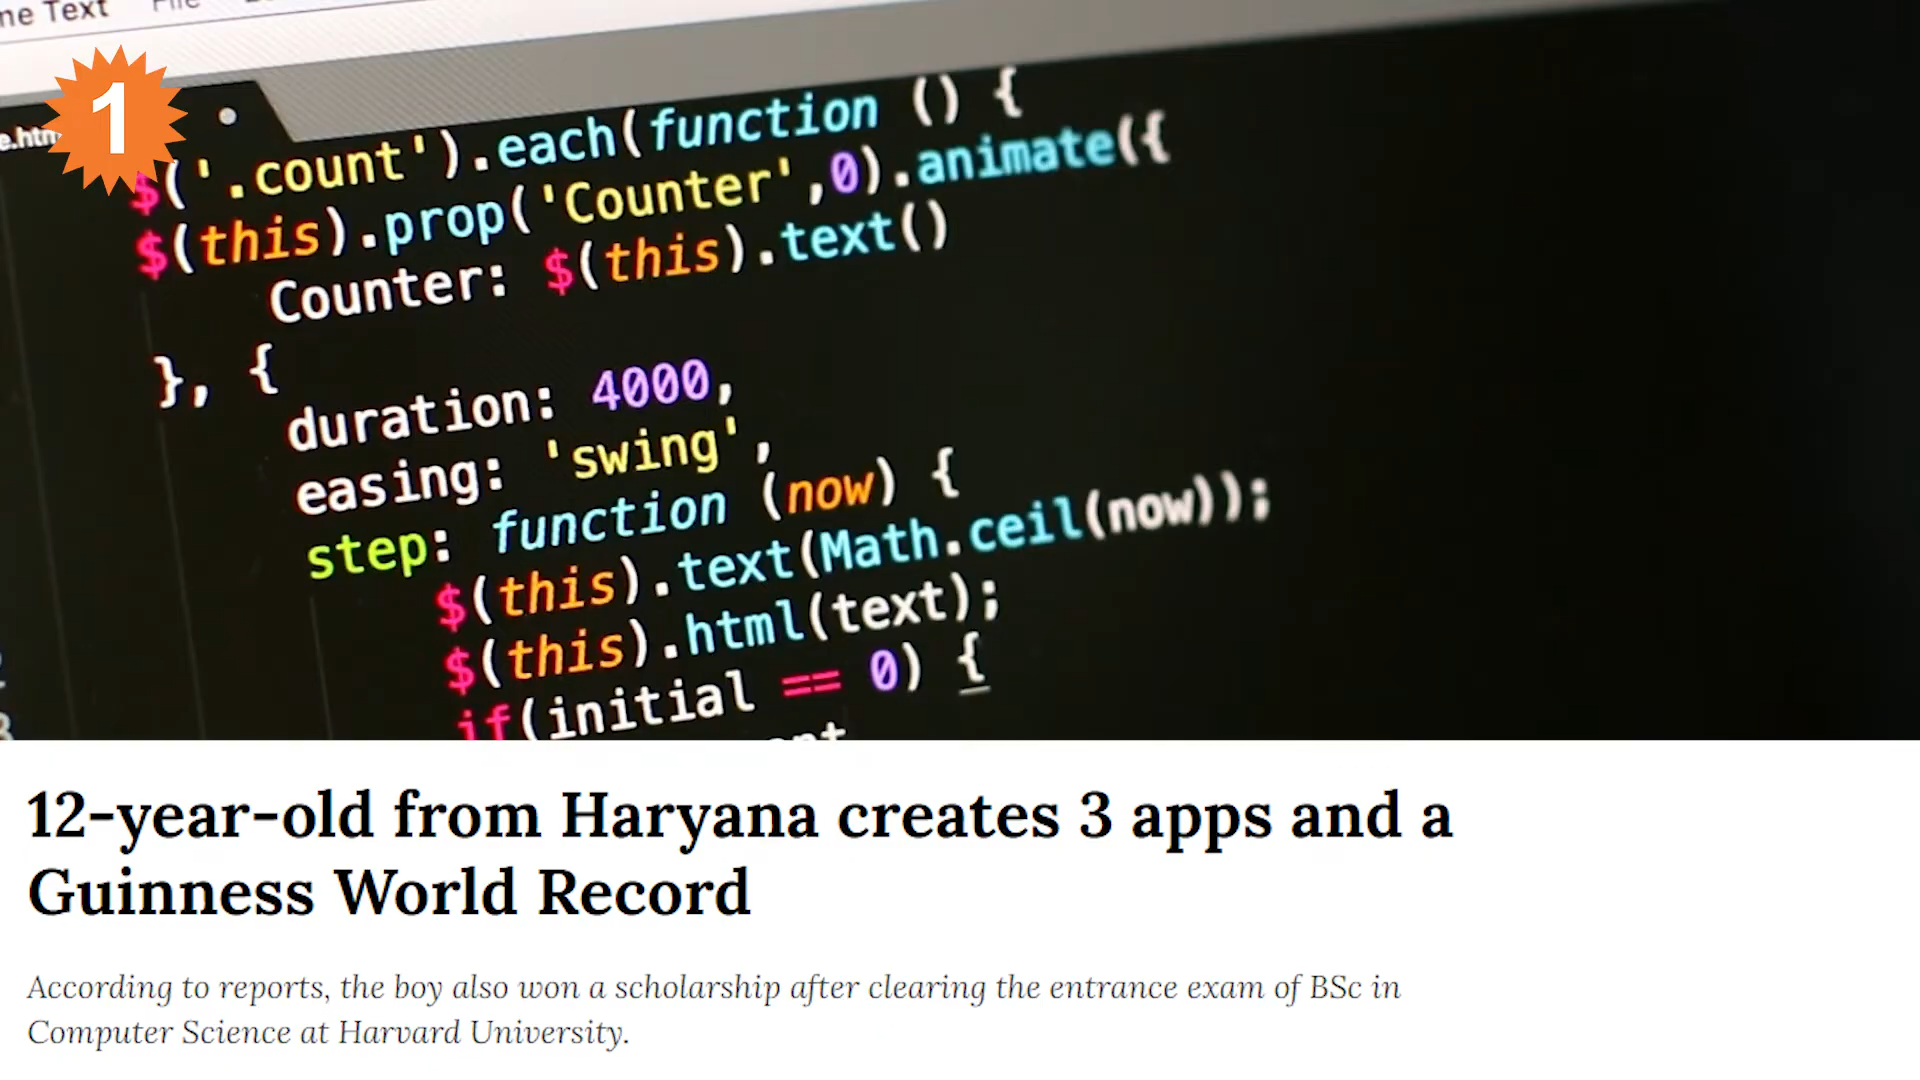 ne Text File
1
e.htm
$('.count').each(function () {
$(this).prop('Counter',0).animate({
Counter: $(this).text()
}, {
duration: 4000,
easing: 'swing',
step: function (now) {
$(this).text(Math.ceil(now));
$(this).html(text);
if(initial == 0) {
12-year-old from Haryana creates 3 apps and a
Guinness World Record
According to reports, the boy also won a scholarship after clearing the entrance exam of BSc in
Computer Science at Harvard University.